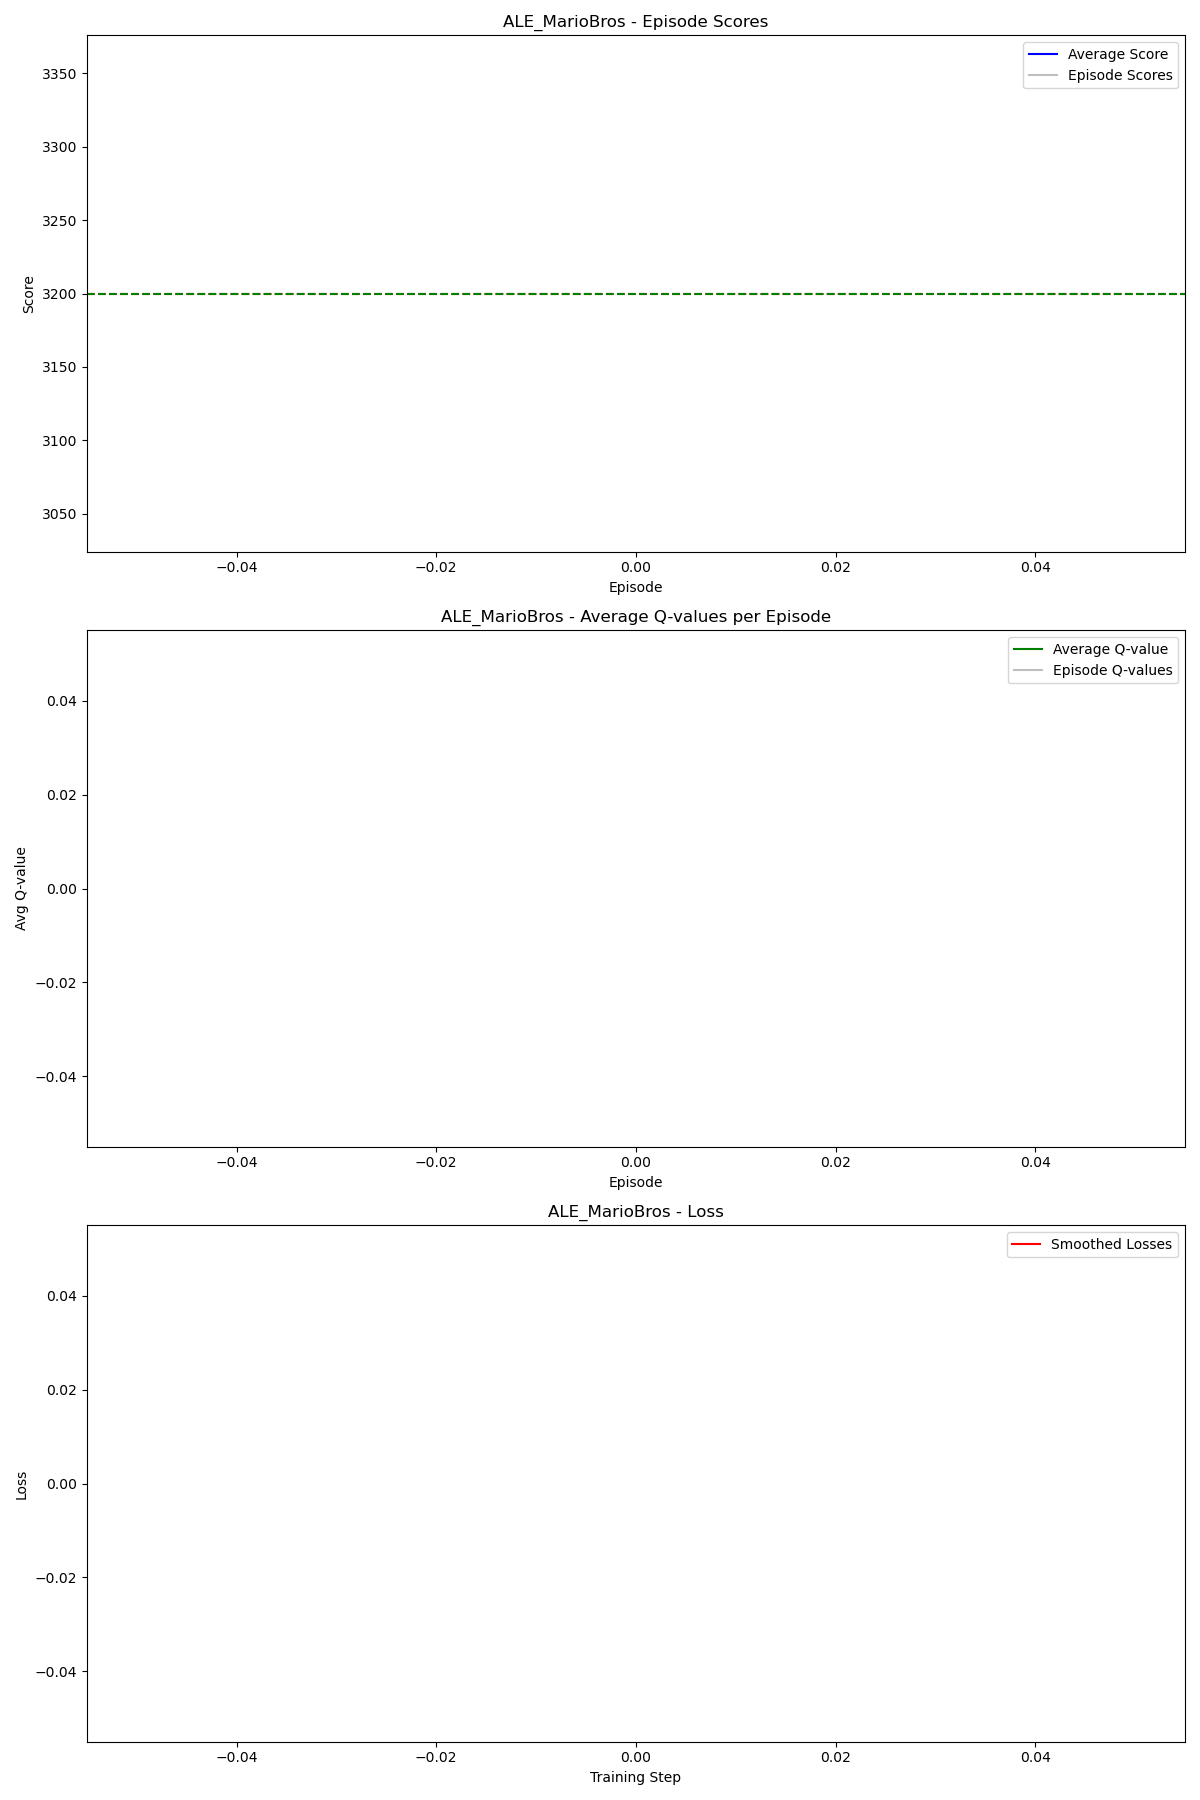 ALE_MarioBros - Episode Scores
Average Score
Episode Scores
3350
3300
3250
3200
3150
3100
3050
Score
−0.04 −0.02 0.00 0.02 0.04
Episode
ALE_MarioBros - Average Q-values per Episode
Average Q-value
Episode Q-values
0.04
0.02
0.00
−0.02
−0.04
Avg Q-value
−0.04 −0.02 0.00 0.02 0.04
Episode
ALE_MarioBros - Loss
Smoothed Losses
0.04
0.02
0.00
−0.02
−0.04
Loss
−0.04 −0.02 0.00 0.02 0.04
Training Step